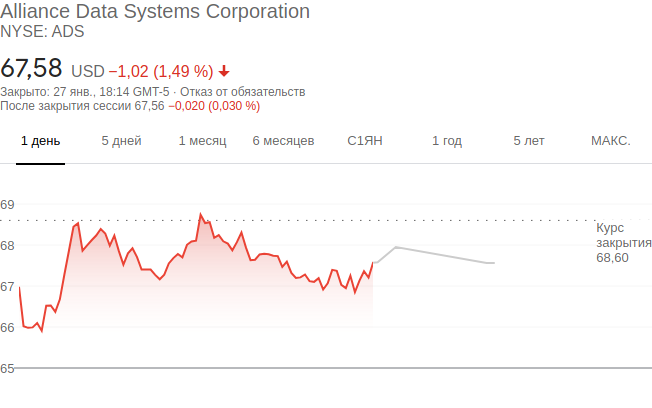 Alliance Data Systems Corporation
NYSE: ADS
67,58 USD −1,02 (1,49 %)
Закрыто: 27 янв., 18:14 GMT-5 · Отказ от обязательств
После закрытия сессии 67,56 −0,020 (0,030 %)
1 день 5 дней 1 месяц 6 месяцев С1ЯН 1 год 5 лет МАКС.
69
Курс
68 закрытия
68,60
67
66
65